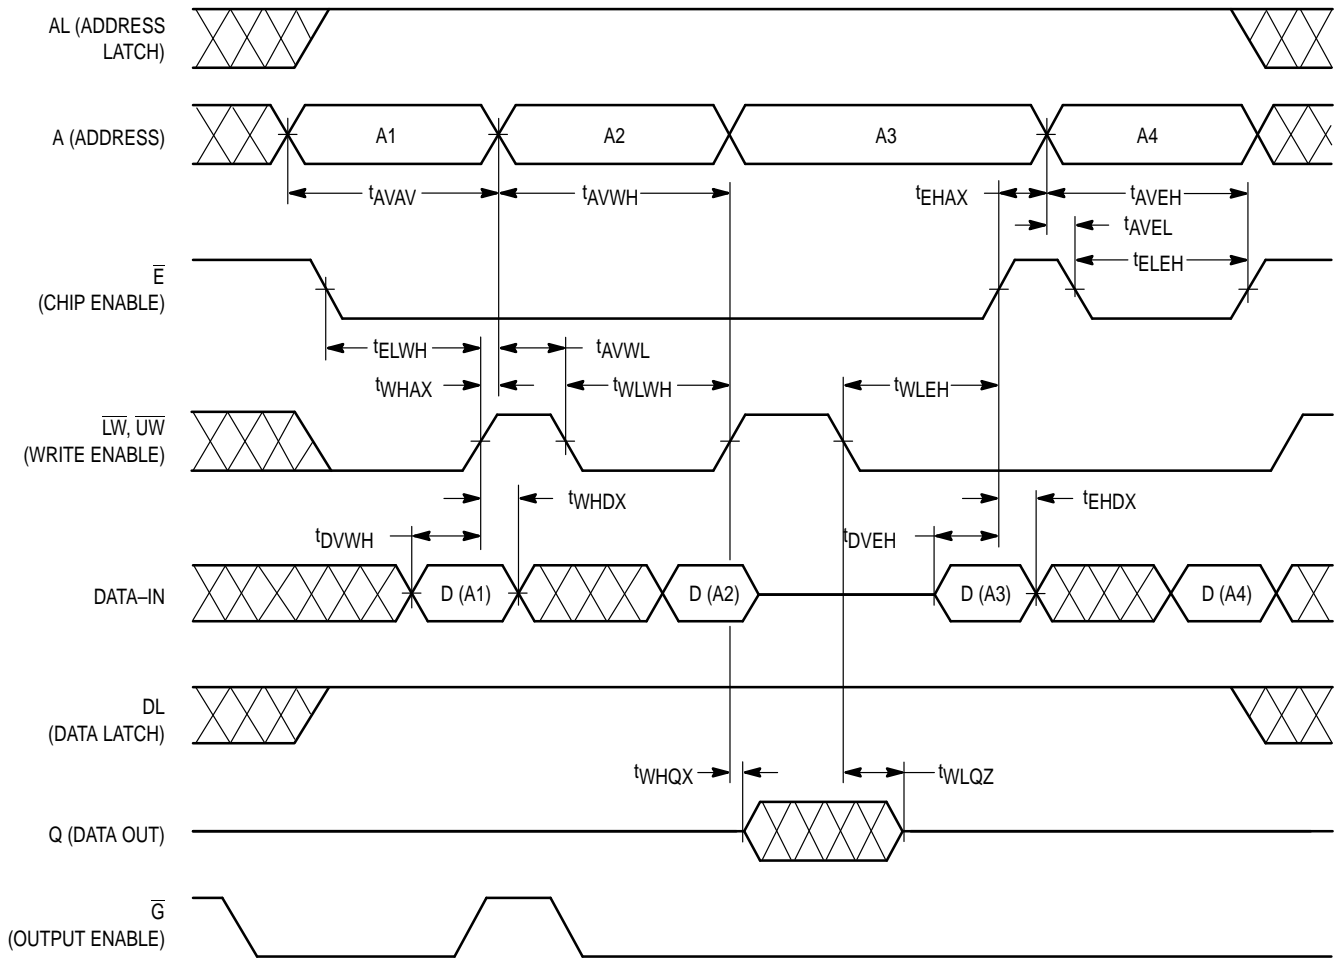 AL (ADDRESS
LATCH)
A (ADDRESS)
A1
A2
A3
A4
tAVAV
tAVWH
tEHAX
tAVEH
tAVEL
tELEH
E
(CHIP ENABLE)
tELWH
tAVWL
tWHAX
tWLWH
tWLEH
LW, UW
(WRITE ENABLE)
tWHDX
tEHDX
tDVWH
tDVEH
DATA–IN
D (A1)
D (A2)
D (A3)
D (A4)
DL
(DATA LATCH)
tWHQX
tWLQZ
Q (DATA OUT)
G
(OUTPUT ENABLE)